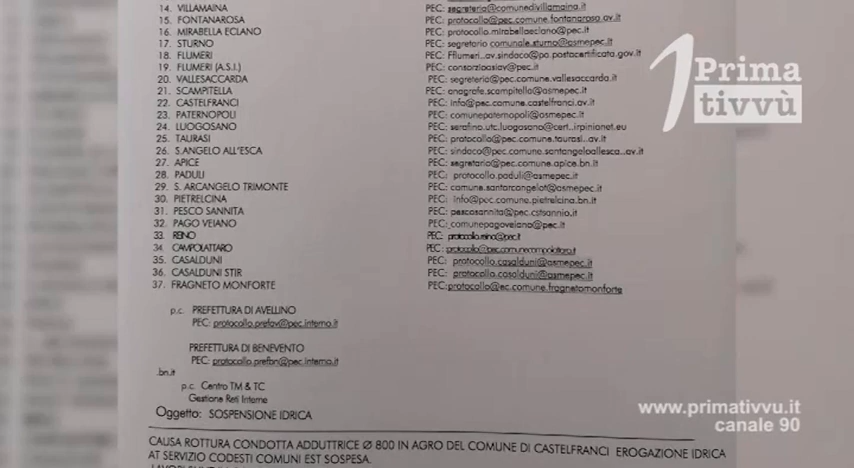 14. VILLAMAINA PEC: segreteria@comunedivillamaina.it
15. FONTANAROSA PEC: protocollo@pec.comune.fontanarosa.av.it
16. MIRABELLA ECLANO PEC: protocollo.mirabellaeclano@pec.it
17. STURNO PEC: segretario comunale.sturno@asmepec.it
18. FLUMERI PEC: Fflumeri..av.sindaco@pa.postacertificata.gov.it
19. FLUMERI (A.S.I.) PEC: consorzioasiav@pec.it
20. VALLESACCARDA PEC: segreteria@pec.comune.vallesaccarda.it
21. SCAMPITELLA PEC: anagrafe.scampitella@asmepec.it
22. CASTELFRANCI PEC: info@pec.comune.castelfranci.av.it
23. PATERNOPOLI PEC: comunepaternopoli@asmepec.it
24. LUOGOSANO PEC: serafino.utc.luogosano@cert..irpinianet.eu
25. TAURASI PEC: protocollo@pec.comune.taurasi..av.it
26. S.ANGELO ALL'ESCA PEC: sindaco@pec.comune.santangeloallesca..av.it
27. APICE PEC: segretario@pec.comune.apice.bn.it
28. PADULI PEC: protocollo.paduli@asmepec.it
29. S. ARCANGELO TRIMONTE PEC: comune.santarcangelot@asmepec.it
30. PIETRELCINA PEC: info@pec.comune.pietrelcina.bn.it
31. PESCO SANNITA PEC: pescosannita@pec.cstsannio.it
32. PAGO VEIANO PEC: comunepagoveiano@pec.it
33. REINO PEC: protocollo.reino@pec.it
34. CAMPOLATTARO PEC: protocollo@pec.comunecampolattaro.it
35. CASALDUNI PEC: protocollo.casalduni@asmepec.it
36. CASALDUNI STIR PEC: protocollo.casalduni@asmepec.it
37. FRAGNETO MONFORTE PEC:protocollo@ec.comune.fragnetomonforte
p.c. PREFETTURA DI AVELLINO
PEC: protocollo.prefav@pec.interno.it
PREFETTURA DI BENEVENTO
PEC: protocollo.prefbn@pec.interno.it
.bn.it
p.c. Centro TM & TC
Gestione Reti Interne
Oggetto: SOSPENSIONE IDRICA
CAUSA ROTTURA CONDOTTA ADDUTTRICE Ø 800 IN AGRO DEL COMUNE DI CASTELFRANCI EROGAZIONE IDRICA
AT SERVIZIO CODESTI COMUNI EST SOSPESA.
1 Prima
tivvù
www.primativvu.it
canale 90